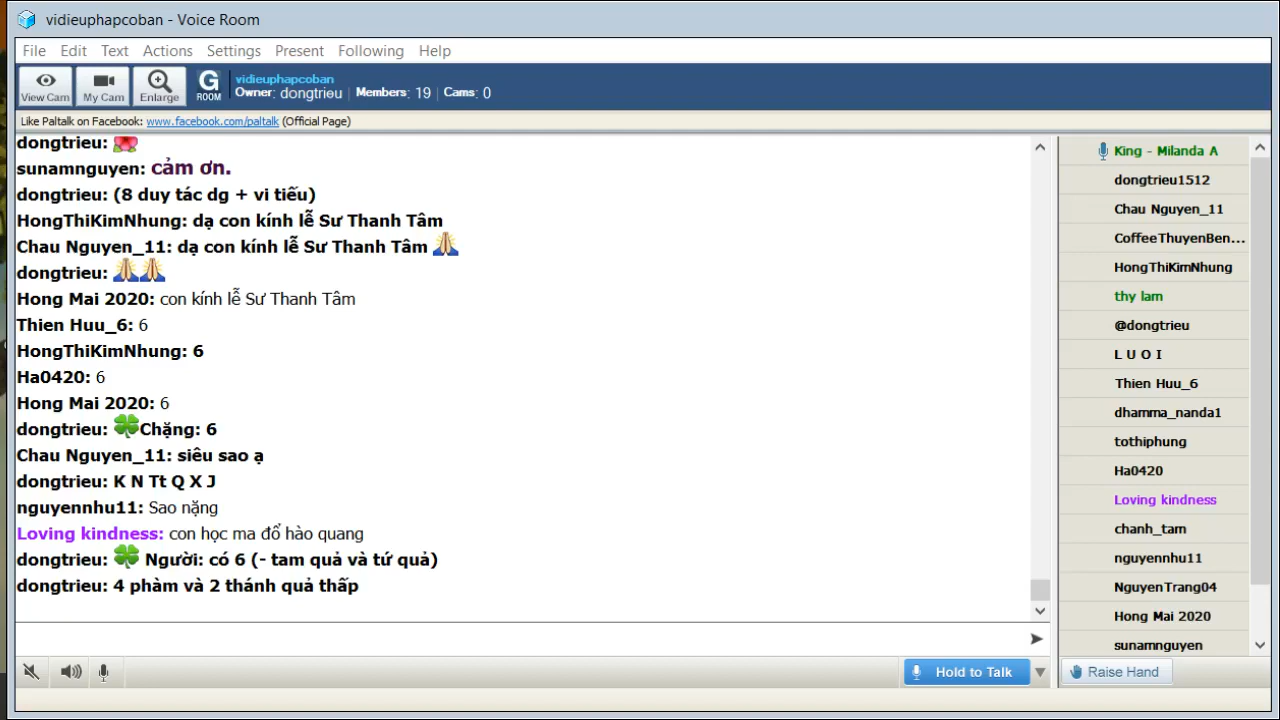 vidieuphapcoban - Voice Room
File Edit Text Actions Settings Present Following Help
View Cam My Cam Enlarge G ROOM vidieuphapcoban
Owner: dongtrieu | Members: 19 | Cams: 0
Like Paltalk on Facebook: www.facebook.com/paltalk (Official Page)
dongtrieu:
sunamnguyen: cảm ơn.
dongtrieu: (8 duy tác dg + vi tiếu)
HongThiKimNhung: dạ con kính lễ Sư Thanh Tâm
Chau Nguyen_11: dạ con kính lễ Sư Thanh Tâm
dongtrieu:
Hong Mai 2020: con kính lễ Sư Thanh Tâm
Thien Huu_6: 6
HongThiKimNhung: 6
Ha0420: 6
Hong Mai 2020: 6
dongtrieu: Chặng: 6
Chau Nguyen_11: siêu sao ạ
dongtrieu: K N Tt Q X J
nguyennhu11: Sao nặng
Loving kindness: con học ma đổ hào quang
dongtrieu: Người: có 6 (- tam quả và tứ quả)
dongtrieu: 4 phàm và 2 thánh quả thấp
King - Milanda A
dongtrieu1512
Chau Nguyen_11
CoffeeThuyenBen...
HongThiKimNhung
thy lam
@dongtrieu
L U O I
Thien Huu_6
dhamma_nanda1
tothiphung
Ha0420
Loving kindness
chanh_tam
nguyennhu11
NguyenTrang04
Hong Mai 2020
sunamnguyen
Hold to Talk
Raise Hand